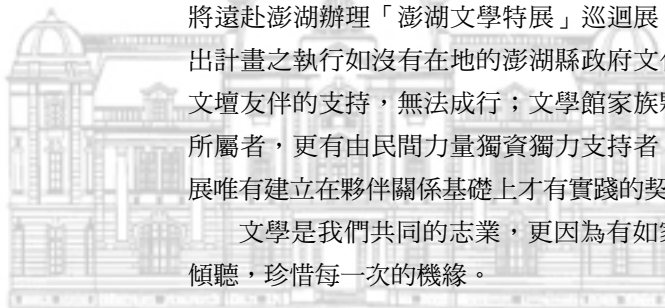 將遠赴澎湖辦理「澎湖文學特展」巡迴展
出計畫之執行如沒有在地的澎湖縣政府文
文壇友伴的支持，無法成行；文學館家族
所屬者，更有由民間力量獨資獨力支持者
展唯有建立在夥伴關係基礎上才有實踐的契
文學是我們共同的志業，更因為有如
傾聽，珍惜每一次的機緣。